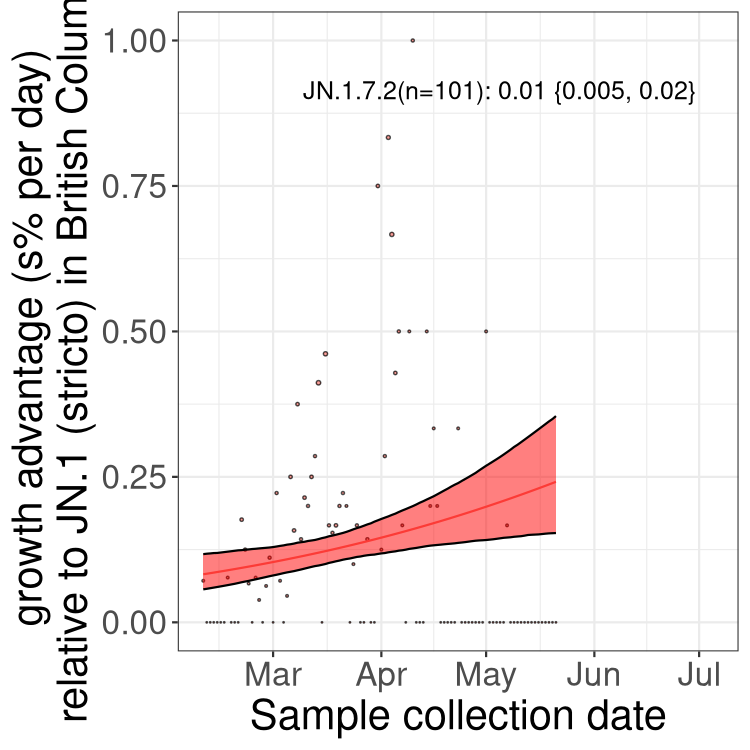 growth advantage (s% per day)
relative to JN.1 (stricto) in British Colum
1.00
0.75
0.50
0.25
0.00
JN.1.7.2(n=101): 0.01 {0.005, 0.02}
Mar Apr May Jun Jul
Sample collection date